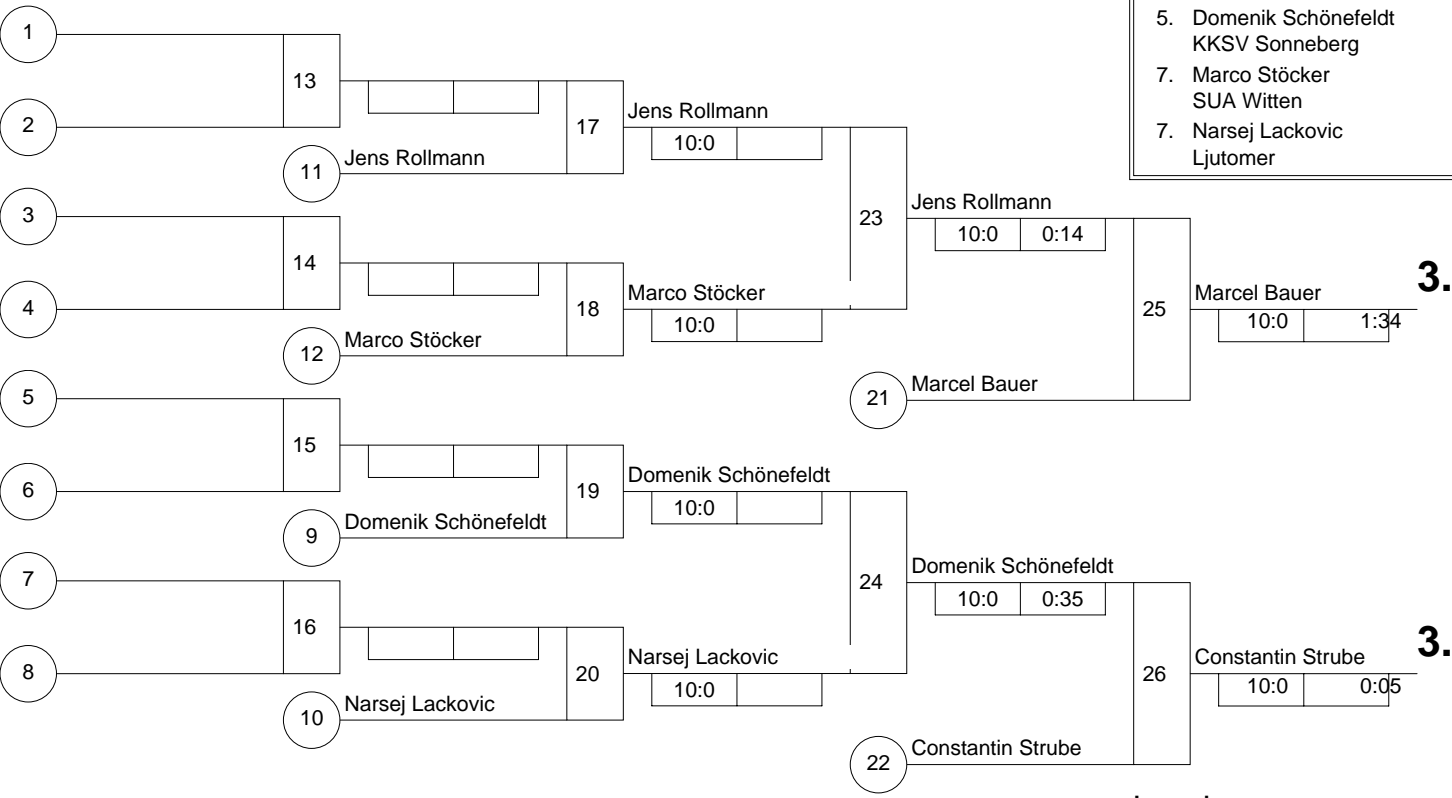 5. Domenik Schönefeldt
KKSV Sonneberg
7. Marco Stöcker
SUA Witten
7. Narsej Lackovic
Ljutomer
1
13
2
17
Jens Rollmann
10:0
11
Jens Rollmann
3
23
Jens Rollmann
10:0 0:14
14
4
18
Marco Stöcker
10:0
12
Marco Stöcker
25
Marcel Bauer
10:0 1:34
3.
21
Marcel Bauer
5
15
6
19
Domenik Schönefeldt
10:0
9
Domenik Schönefeldt
7
24
Domenik Schönefeldt
10:0 0:35
16
8
20
Narsej Lackovic
10:0
10
Narsej Lackovic
26
Constantin Strube
10:0 0:05
3.
22
Constantin Strube